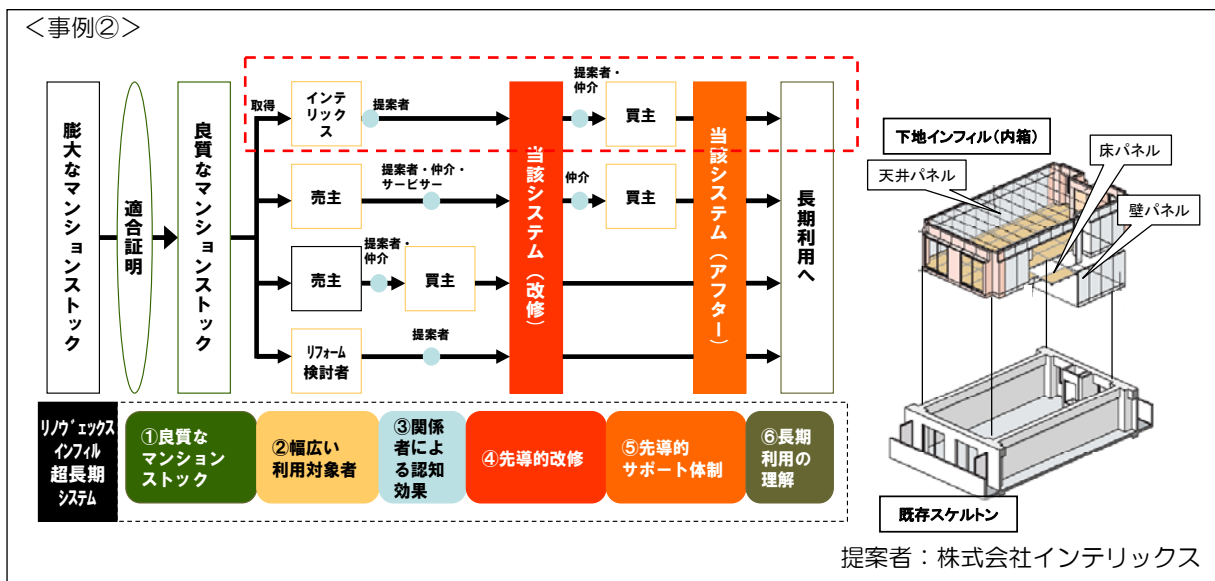 ＜事例②＞
膨大なマンションストック
適合証明
良質なマンションストック
取得
インテ
リック
ス
提案者
提案者・
仲介
買主
売主
提案者・仲介・
サービサー
仲介
買主
売主
提案者・
仲介
買主
リフォーム
検討者
提案者
当該システム（改修）
当該システム（アフター）
長期利用へ
下地インフィル（内箱）
天井パネル
床パネル
壁パネル
既存スケルトン
リノヴェックス
インフィル
超長期
システム
①良質な
マンション
ストック
②幅広い
利用対象者
③関係
者によ
る認知
効果
④先導的改修
⑤先導的
サポート体制
⑥長期
利用の
理解
提案者：株式会社インテリックス